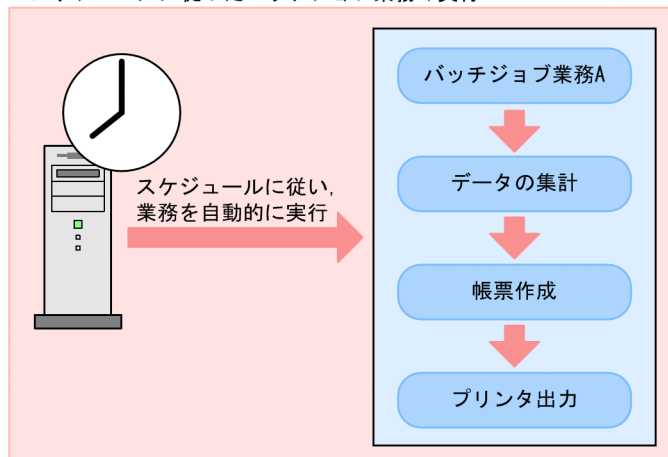 バッチジョブ業務A
スケジュールに従い,
業務を自動的に実行
データの集計
帳票作成
プリンタ出力